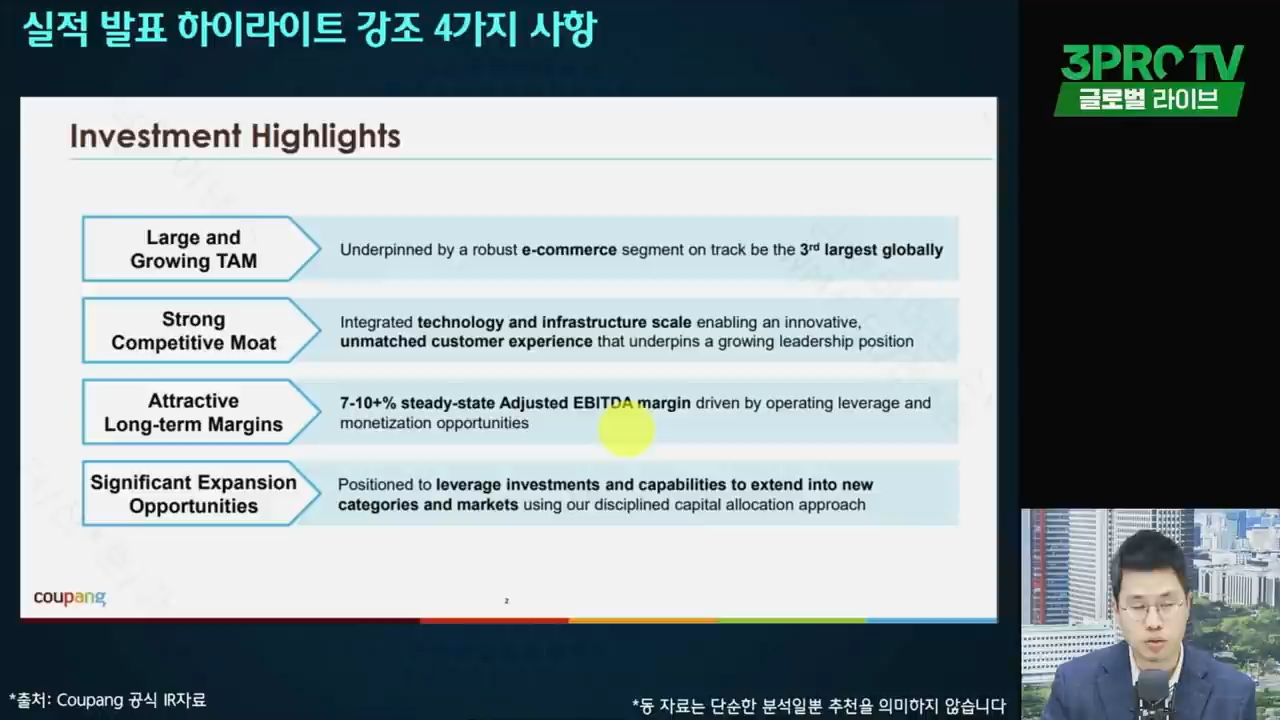 실적 발표 하이라이트 강조 4가지 사항
3PROTV
글로벌 라이브
Investment Highlights
Large and
Growing TAM
Underpinned by a robust e-commerce segment on track be the 3rd largest globally
Strong
Competitive Moat
Integrated technology and infrastructure scale enabling an innovative,
unmatched customer experience that underpins a growing leadership position
Attractive
Long-term Margins
7-10+% steady-state Adjusted EBITDA margin driven by operating leverage and
monetization opportunities
Significant Expansion
Opportunities
Positioned to leverage investments and capabilities to extend into new
categories and markets using our disciplined capital allocation approach
coupang
2
*출처: Coupang 공식 IR자료
*동 자료는 단순한 분석일뿐 추천을 의미하지 않습니다